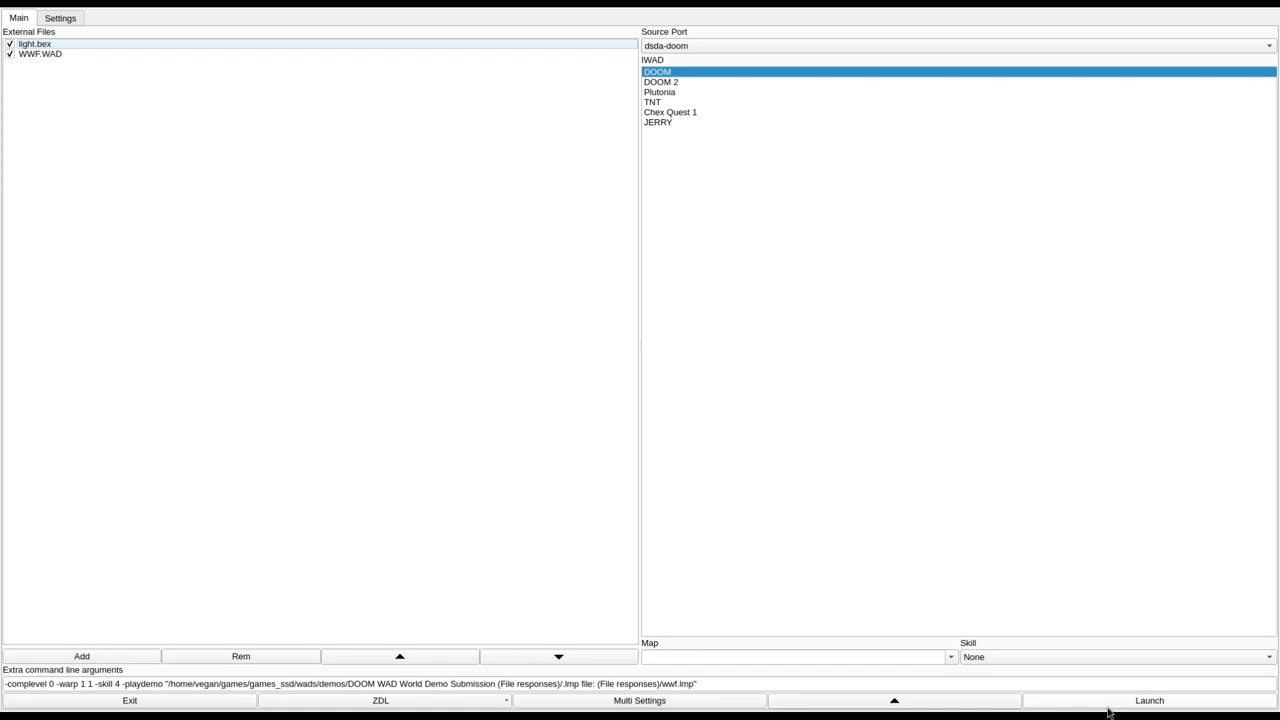 Main Settings
External Files
light.bex
WWF.WAD
Source Port
dsda-doom
IWAD
DOOM
DOOM 2
Plutonia
TNT
Chex Quest 1
JERRY
Map Skill
None
Add Rem
Extra command line arguments
-complevel 0 -warp 1 1 -skill 4 -playdemo "/home/vegan/games/games_ssd/wads/demos/DOOM WAD World Demo Submission (File responses)/.lmp file: (File responses)/wwf.lmp"
Exit ZDL Multi Settings Launch